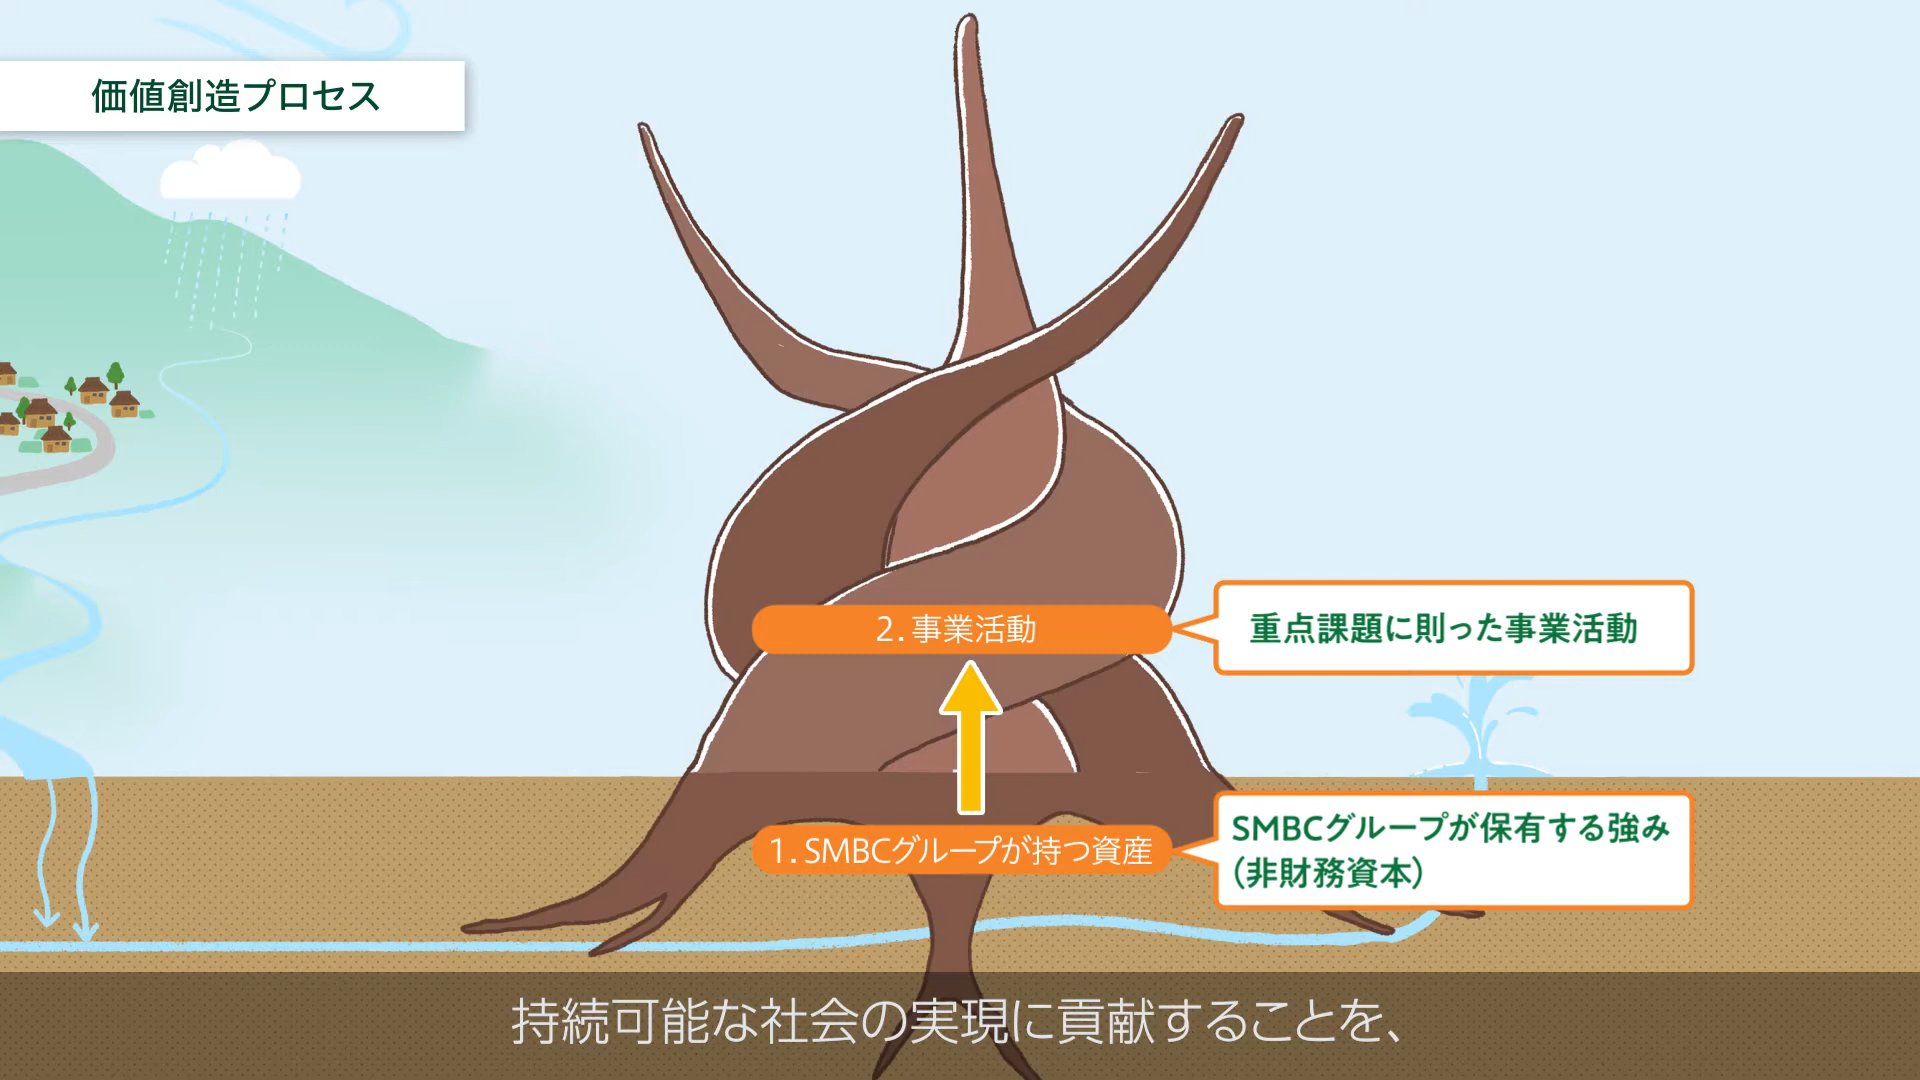 価値創造プロセス
2. 事業活動
重点課題に則った事業活動
1. SMBCグループが持つ資産
SMBCグループが保有する強み
(非財務資本)
持続可能な社会の実現に貢献することを、